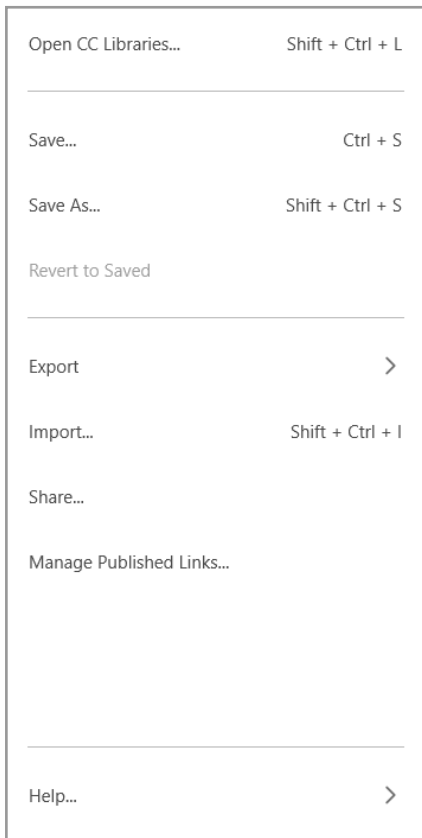 Open CC Libraries... Shift + Ctrl + L
Save... Ctrl + S
Save As... Shift + Ctrl + S
Revert to Saved
Export
Import... Shift + Ctrl + I
Share...
Manage Published Links...
Help...